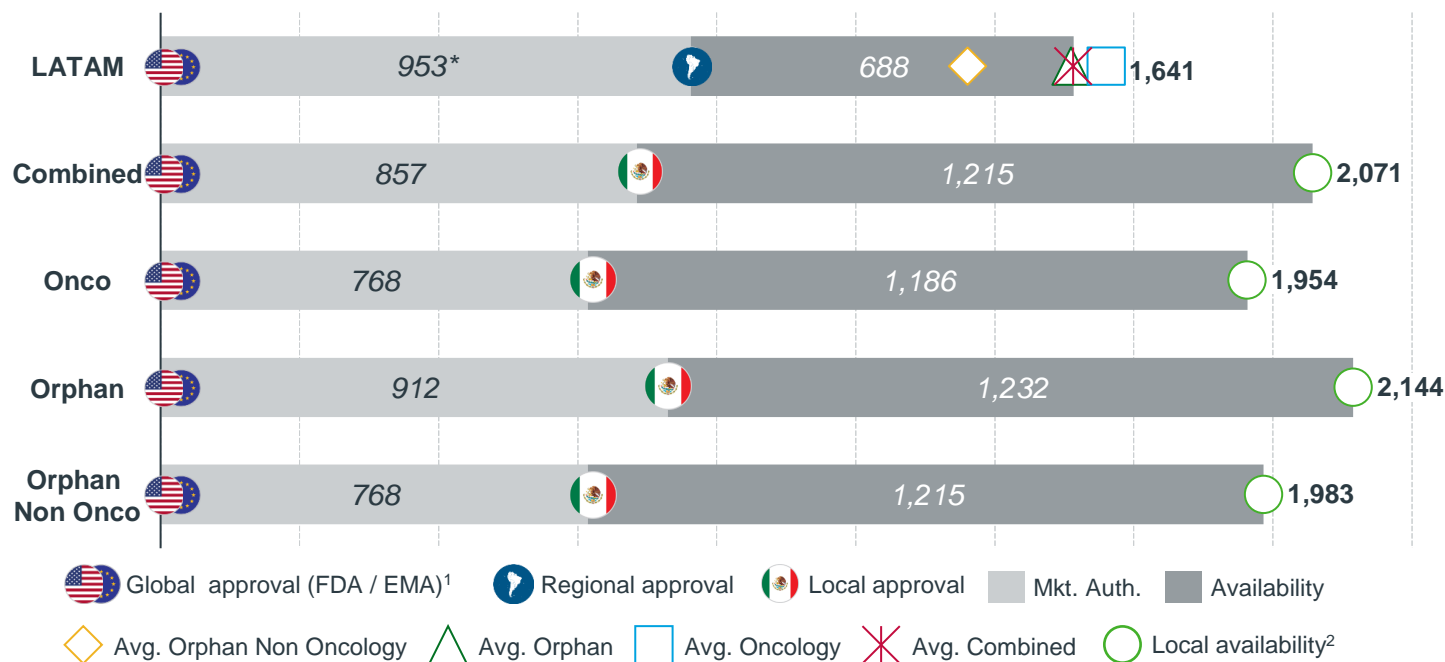 LATAM 953* 688 1,641
Combined 857 1,215 2,071
Onco 768 1,186 1,954
Orphan 912 1,232 2,144
Orphan
Non Onco 768 1,215 1,983
Global approval (FDA / EMA)¹ Regional approval Local approval Mkt. Auth. Availability
Avg. Orphan Non Oncology Avg. Orphan Avg. Oncology Avg. Combined Local availability²